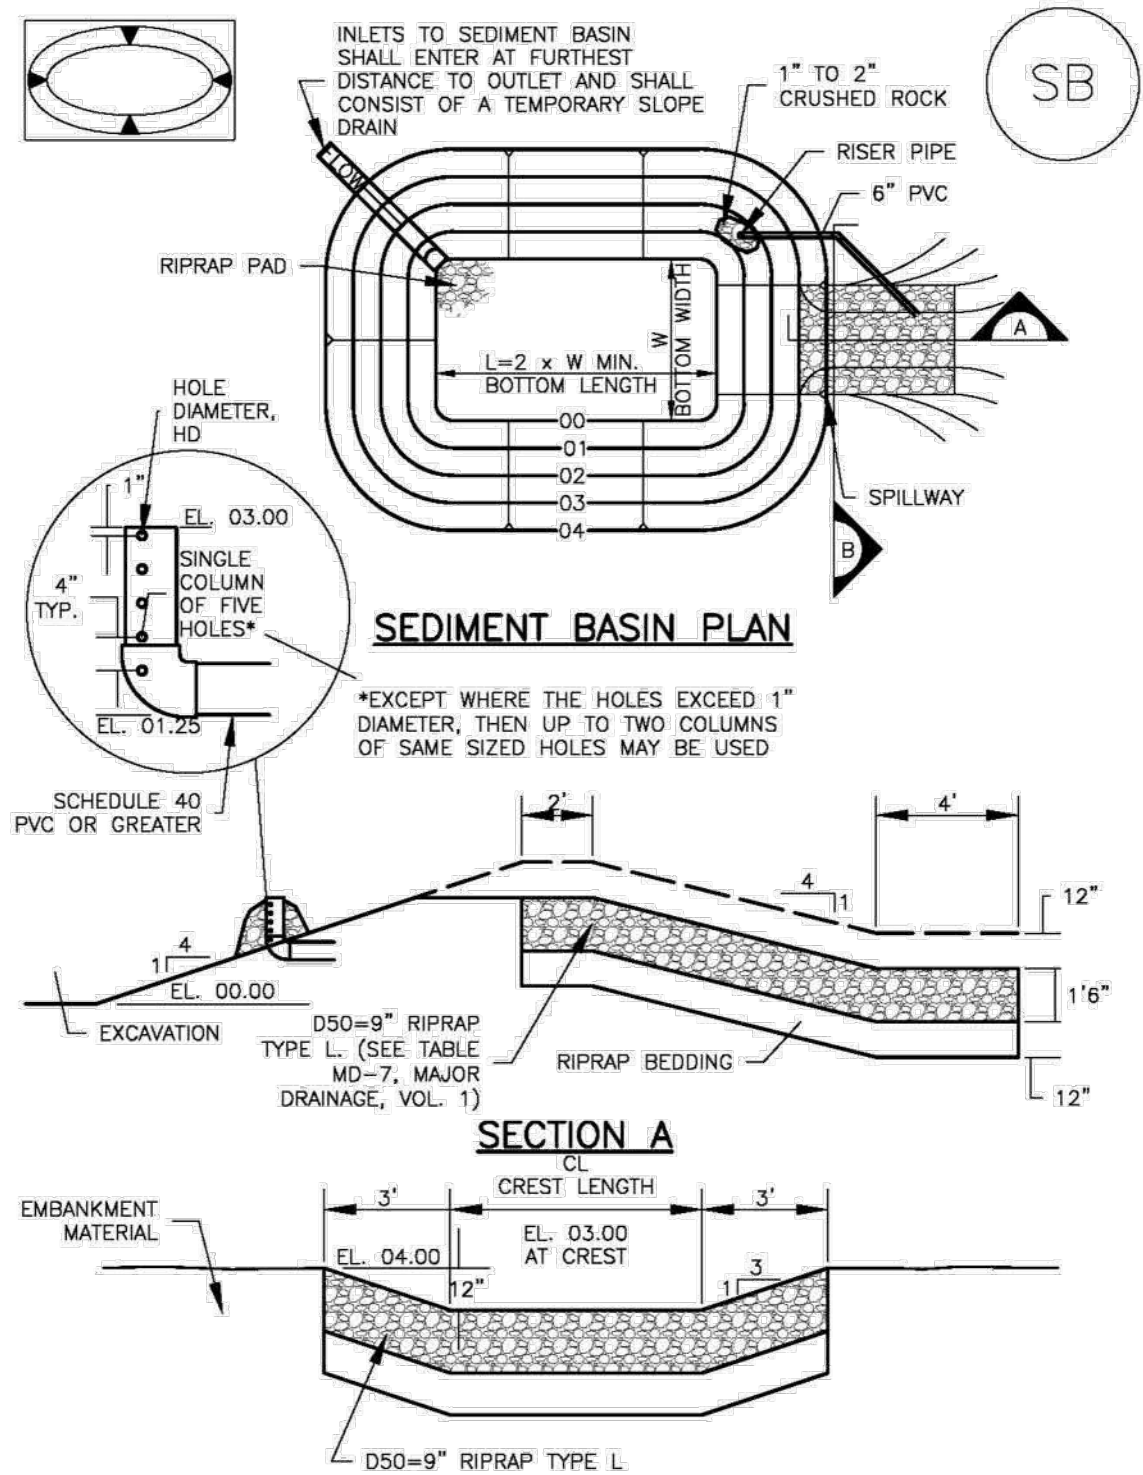 INLETS TO SEDIMENT BASIN
SHALL ENTER AT FURTHEST
DISTANCE TO OUTLET AND SHALL
CONSIST OF A TEMPORARY SLOPE
DRAIN
1" TO 2"
CRUSHED ROCK
SB
RISER PIPE
6" PVC
FLOW
RIPRAP PAD
A
W
BOTTOM WIDTH
L=2 x W MIN.
BOTTOM LENGTH
00
01
02
03
04
SPILLWAY
B
HOLE
DIAMETER,
HD
1"
EL. 03.00
4"
TYP.
SINGLE
COLUMN
OF FIVE
HOLES*
EL. 01.25
SEDIMENT BASIN PLAN
*EXCEPT WHERE THE HOLES EXCEED 1"
DIAMETER, THEN UP TO TWO COLUMNS
OF SAME SIZED HOLES MAY BE USED
SCHEDULE 40
PVC OR GREATER
2'
4'
4
1
12"
4
1
EL. 00.00
EXCAVATION
1'6"
D50=9" RIPRAP
TYPE L. (SEE TABLE
MD-7, MAJOR
DRAINAGE, VOL. 1)
RIPRAP BEDDING
12"
SECTION A
CL
CREST LENGTH
3'
3'
EMBANKMENT
MATERIAL
EL. 04.00
EL. 03.00
AT CREST
12"
3
1
D50=9" RIPRAP TYPE L